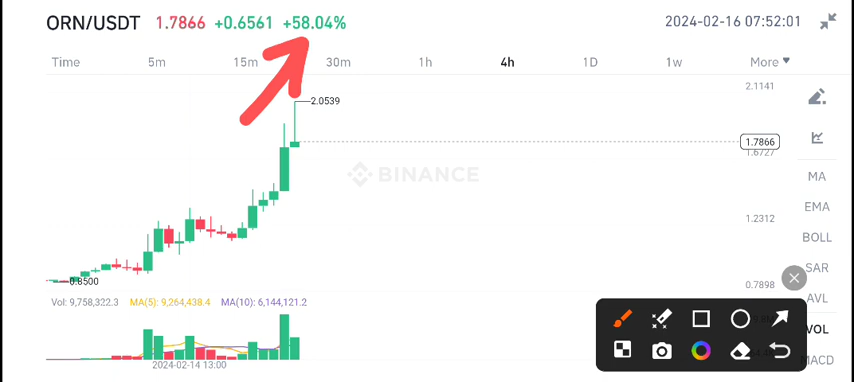 ORN/USDT 1.7866 +0.6561 +58.04% 2024-02-16 07:52:01
Time 5m 15m 30m 1h 4h 1D 1w More
2.1141
2.0539
1.7866
1.6727
MA
BINANCE
EMA
1.2312
BOLL
SAR
0.8500
0.7898
AVL
Vol: 9,758,322.3 MA(5): 9,264,438.4 MA(10): 6,144,121.2
VOL
MACD
2024-02-14 13:00